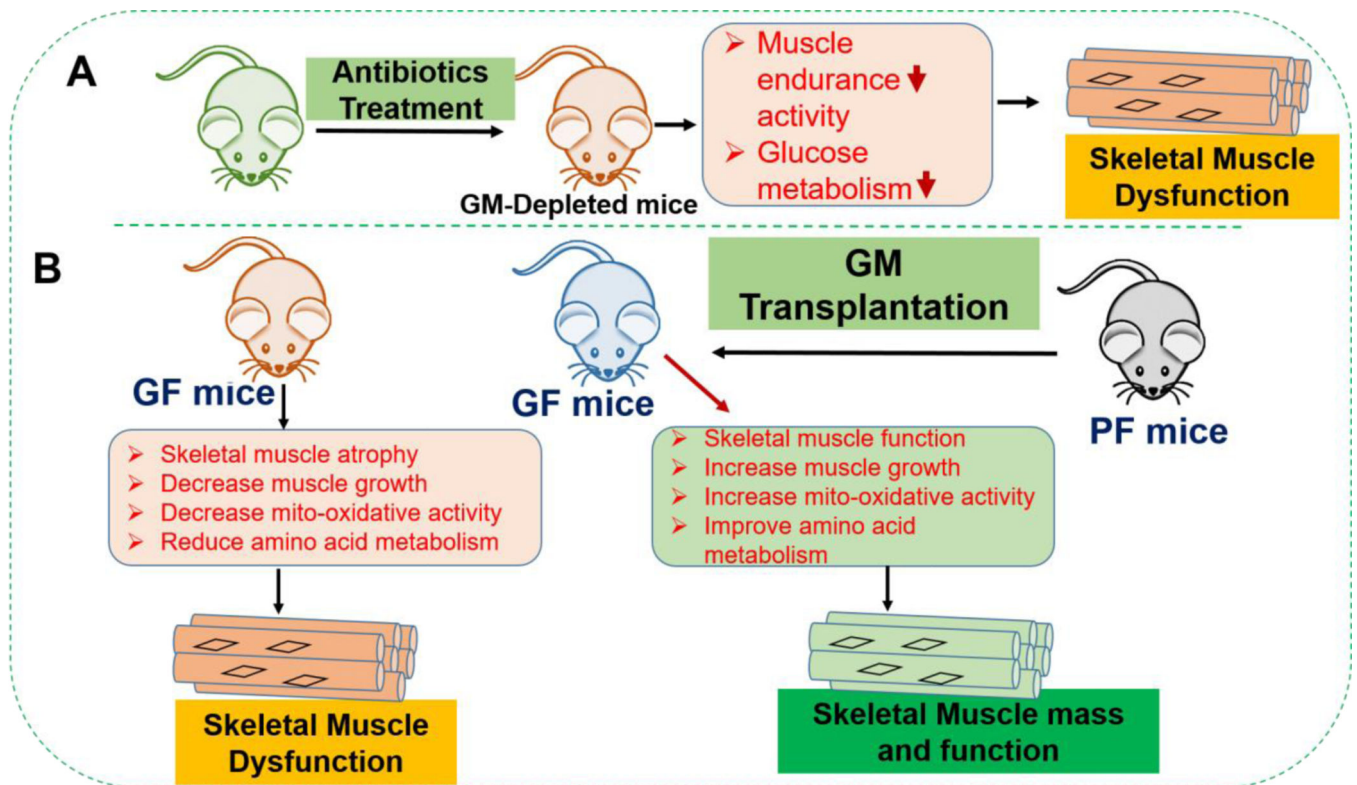 A
Antibiotics
Treatment
GM-Depleted mice
➢ Muscle
endurance
activity
➢ Glucose
metabolism
Skeletal Muscle
Dysfunction
B
GF mice
➢ Skeletal muscle atrophy
➢ Decrease muscle growth
➢ Decrease mito-oxidative activity
➢ Reduce amino acid metabolism
Skeletal Muscle
Dysfunction
GF mice
GM
Transplantation
PF mice
➢ Skeletal muscle function
➢ Increase muscle growth
➢ Increase mito-oxidative activity
➢ Improve amino acid
metabolism
Skeletal Muscle mass
and function